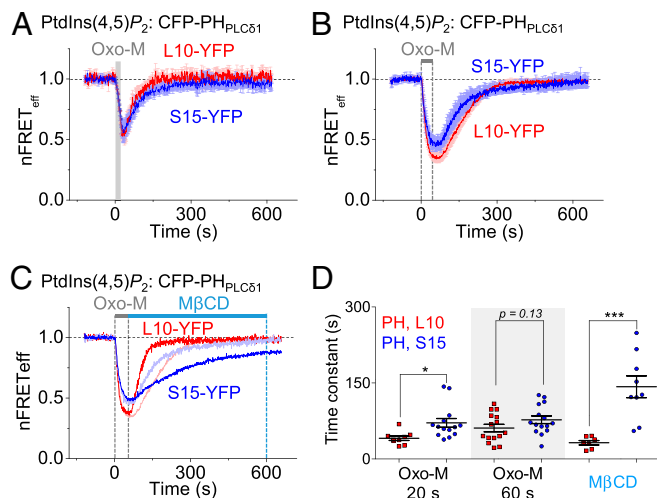 A PtdIns(4,5)P2: CFP-PHPLCδ1
Oxo-M
L10-YFP
S15-YFP
nFRETeff
1.0
0.5
0.0
0 300 600
Time (s)
B PtdIns(4,5)P2: CFP-PHPLCδ1
Oxo-M
S15-YFP
L10-YFP
nFRETeff
1.0
0.5
0.0
0 300 600
Time (s)
C PtdIns(4,5)P2: CFP-PHPLCδ1
Oxo-M MβCD
L10-YFP
S15-YFP
nFRETeff
1.0
0.5
0.0
0 300 600
Time (s)
D
Time constant (s)
300
150
0
PH, L10
PH, S15
*
p = 0.13
***
Oxo-M
20 s
Oxo-M
60 s
MβCD